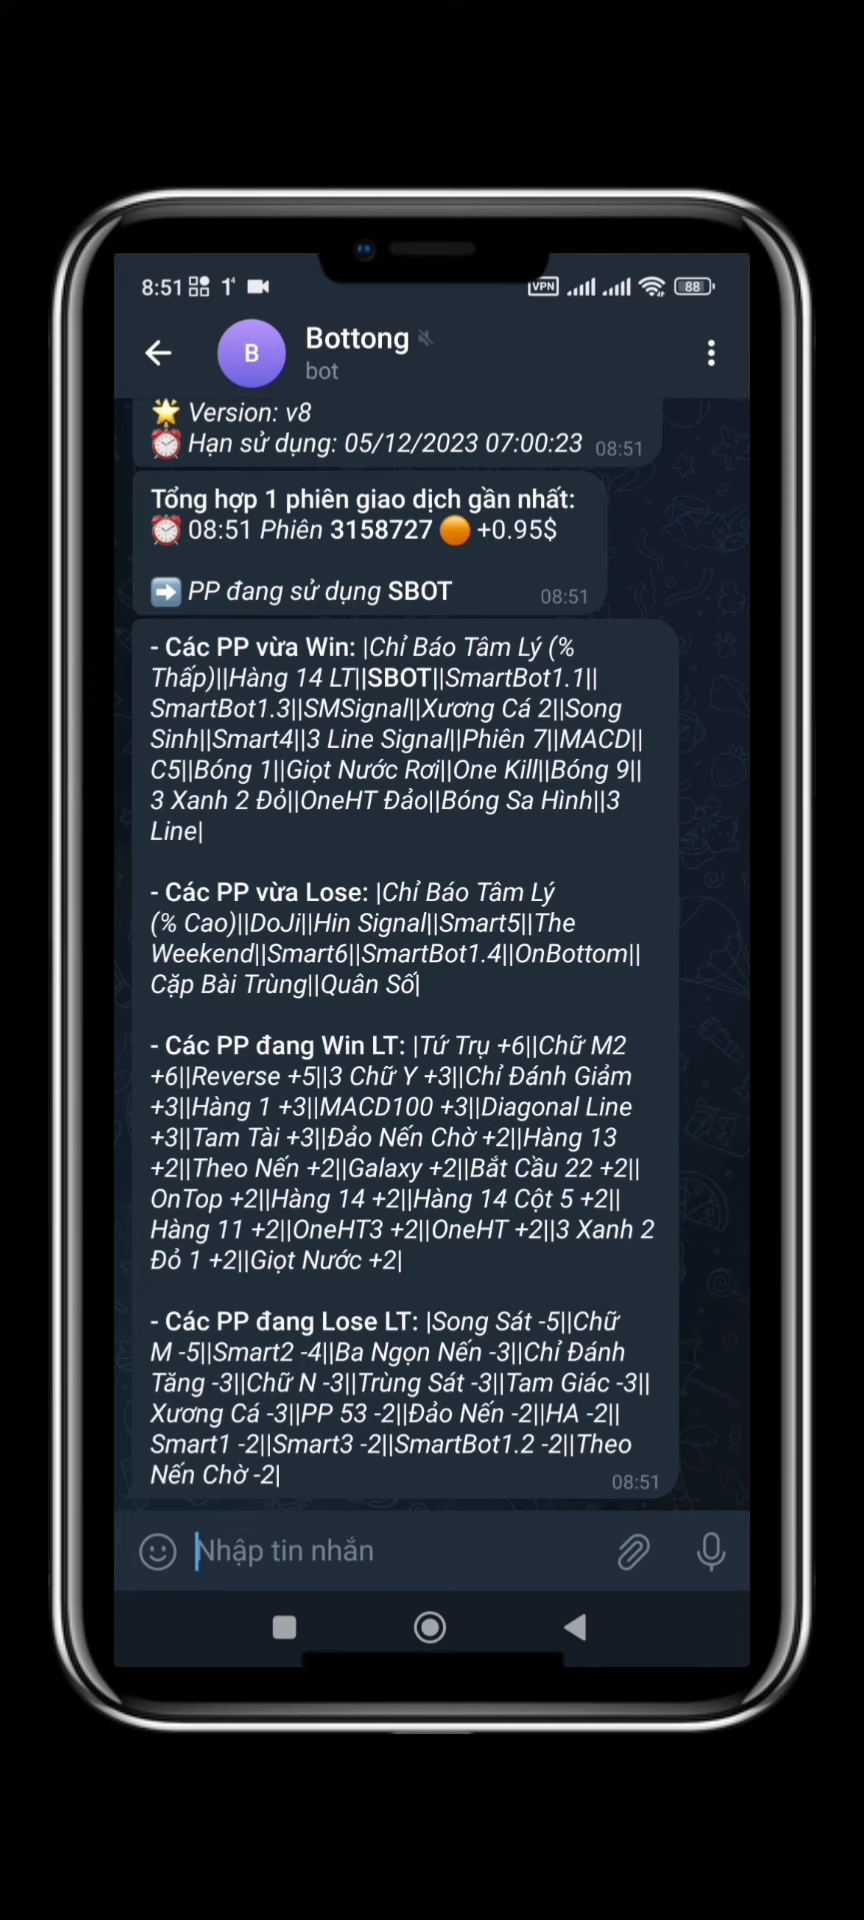 8:51
VPN
88
B
Bottong
bot
Version: v8
Hạn sử dụng: 05/12/2023 07:00:23 08:51
Tổng hợp 1 phiên giao dịch gần nhất:
08:51 Phiên 3158727 +0.95$
PP đang sử dụng SBOT 08:51
- Các PP vừa Win: |Chỉ Báo Tâm Lý (%
Thấp)||Hàng 14 LT||SBOT||SmartBot1.1||
SmartBot1.3||SMSignal||Xương Cá 2||Song
Sinh||Smart4||3 Line Signal||Phiên 7||MACD||
C5||Bóng 1||Giọt Nước Rơi||One Kill||Bóng 9||
3 Xanh 2 Đỏ||OneHT Đảo||Bóng Sa Hình||3
Line|
- Các PP vừa Lose: |Chỉ Báo Tâm Lý
(% Cao)||DoJi||Hin Signal||Smart5||The
Weekend||Smart6||SmartBot1.4||OnBottom||
Cặp Bài Trùng||Quân Số|
- Các PP đang Win LT: |Tứ Trụ +6||Chữ M2
+6||Reverse +5||3 Chữ Y +3||Chỉ Đánh Giảm
+3||Hàng 1 +3||MACD100 +3||Diagonal Line
+3||Tam Tài +3||Đảo Nến Chờ +2||Hàng 13
+2||Theo Nến +2||Galaxy +2||Bắt Cầu 22 +2||
OnTop +2||Hàng 14 +2||Hàng 14 Cột 5 +2||
Hàng 11 +2||OneHT3 +2||OneHT +2||3 Xanh 2
Đỏ 1 +2||Giọt Nước +2|
- Các PP đang Lose LT: |Song Sát -5||Chữ
M -5||Smart2 -4||Ba Ngọn Nến -3||Chỉ Đánh
Tăng -3||Chữ N -3||Trùng Sát -3||Tam Giác -3||
Xương Cá -3||PP 53 -2||Đảo Nến -2||HA -2||
Smart1 -2||Smart3 -2||SmartBot1.2 -2||Theo
Nến Chờ -2|
08:51
Nhập tin nhắn